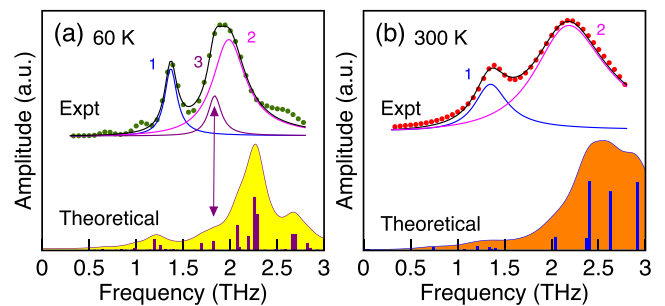 Amplitude (a.u.)
(a) 60 K
1
2
3
Expt
Theoretical
0 0.5 1 1.5 2 2.5 3
Frequency (THz)
Amplitude (a.u.)
(b) 300 K
1
2
Expt
Theoretical
0 0.5 1 1.5 2 2.5 3
Frequency (THz)